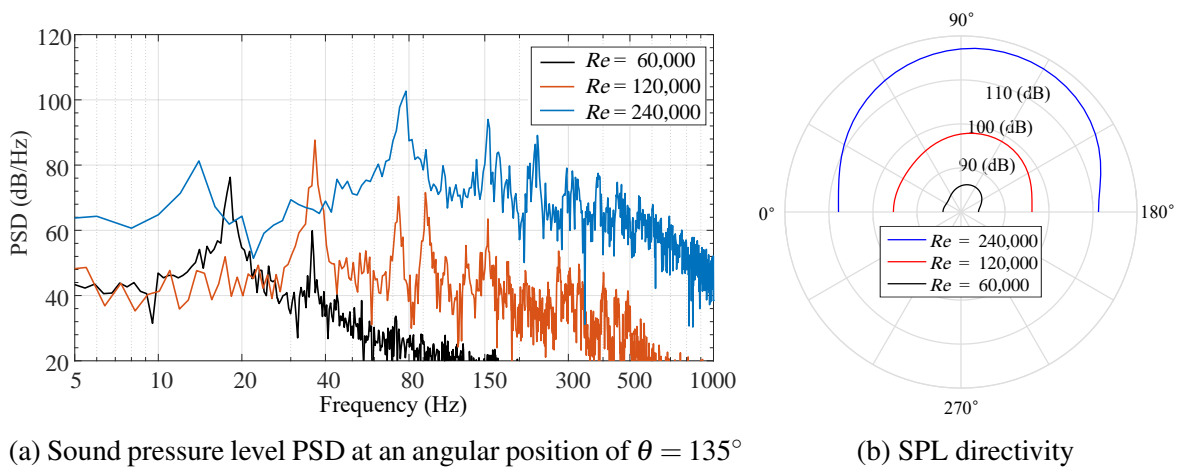 PSD (dB/Hz)
120
100
80
60
40
20
5 10 20 40 80 150 300 500 1000
Frequency (Hz)
Re = 60,000
Re = 120,000
Re = 240,000
(a) Sound pressure level PSD at an angular position of θ = 135°
90°
110 (dB)
100 (dB)
90 (dB)
0° 180°
Re = 240,000
Re = 120,000
Re = 60,000
270°
(b) SPL directivity